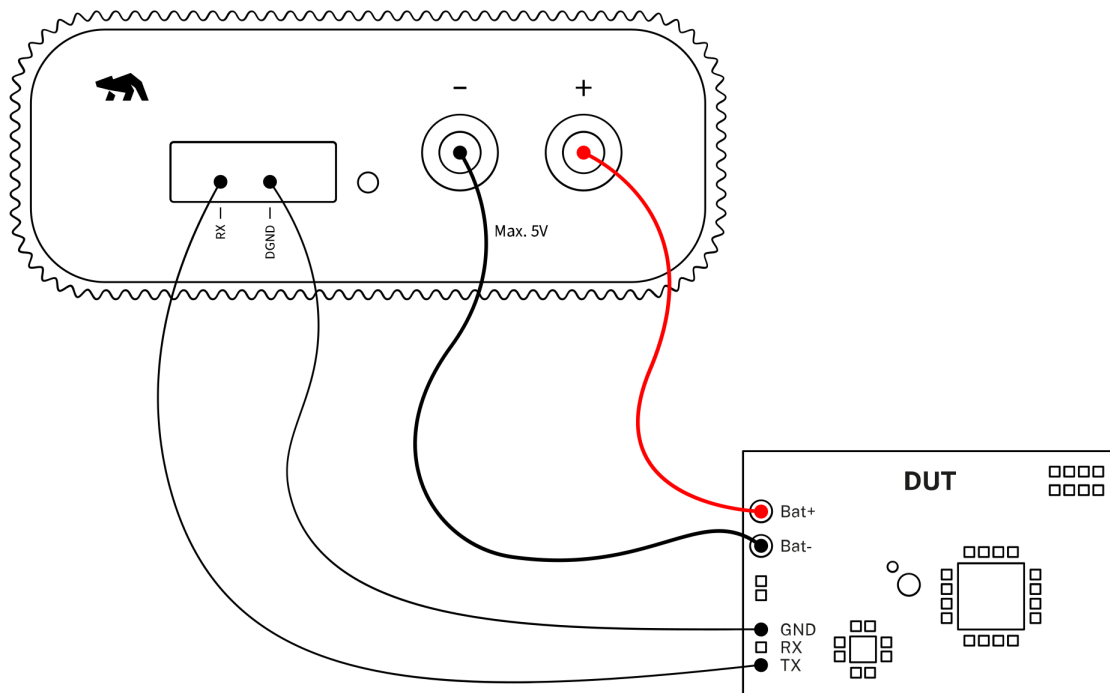 − +
RX
DGND
Max. 5V
DUT
Bat+
Bat-
GND
RX
TX